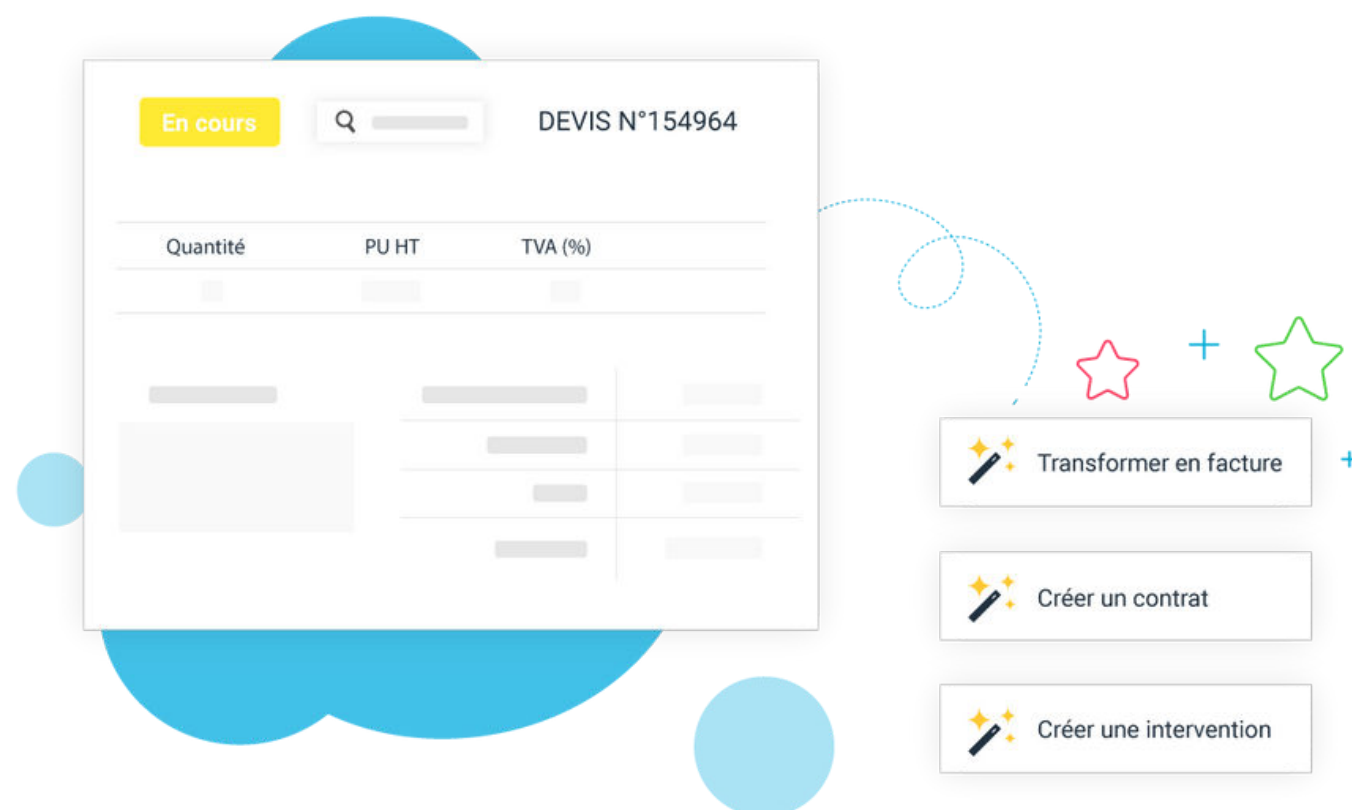 En cours
DEVIS N°154964
Quantité PU HT TVA (%)
Transformer en facture
Créer un contrat
Créer une intervention